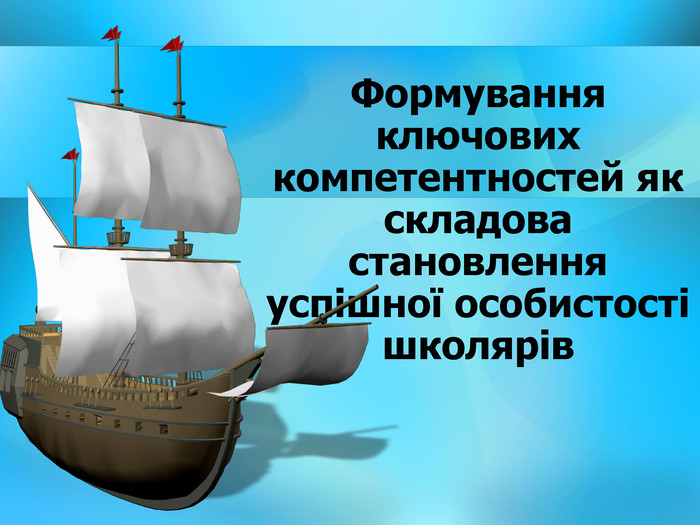 Формування
ключових
компетентностей як
складова
становлення
успішної особистості
школярів